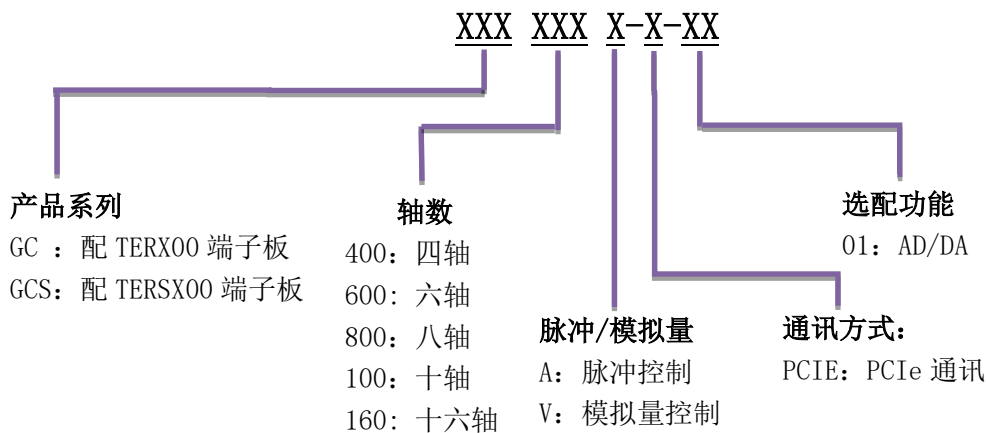 XXX XXX X-X-XX
产品系列
GC ：配 TERX00 端子板
GCS：配 TERSX00 端子板
轴数
400：四轴
600：六轴
800：八轴
100：十轴
160：十六轴
脉冲/模拟量
A：脉冲控制
V：模拟量控制
通讯方式：
PCIE：PCIe 通讯
选配功能
01：AD/DA